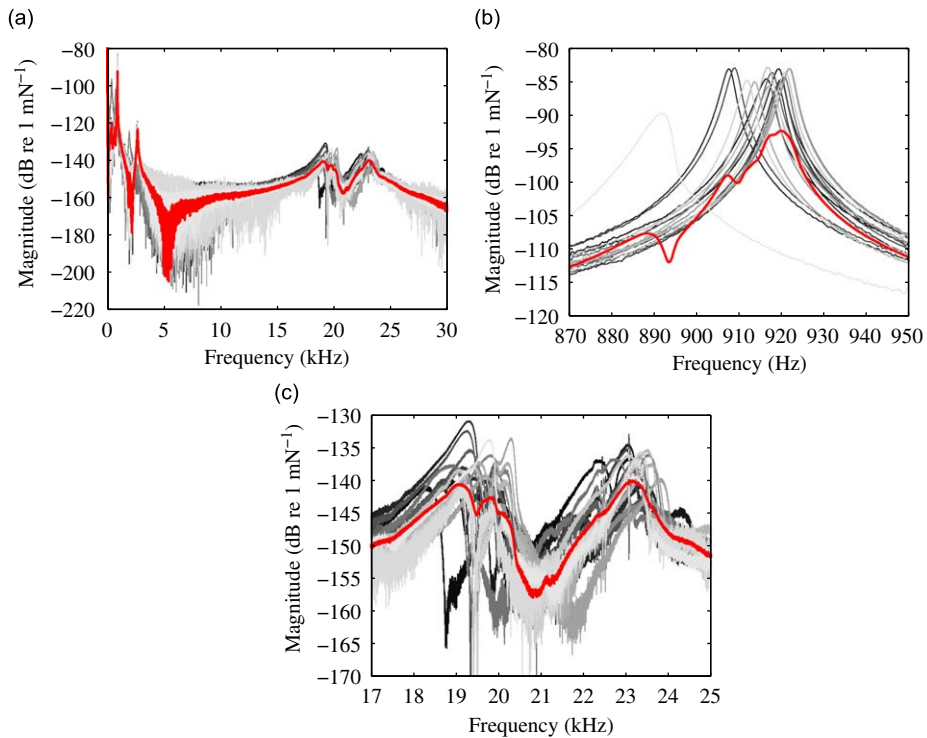 (a)
−80
−100
−120
−140
−160
−180
−200
−220
Magnitude (dB re 1 mN⁻¹)
0 5 10 15 20 25 30
Frequency (kHz)
(b)
−80
−85
−90
−95
−100
−105
−110
−115
−120
Magnitude (dB re 1 mN⁻¹)
870 880 890 900 910 920 930 940 950
Frequency (Hz)
(c)
−130
−135
−140
−145
−150
−155
−160
−165
−170
Magnitude (dB re 1 mN⁻¹)
17 18 19 20 21 22 23 24 25
Frequency (kHz)